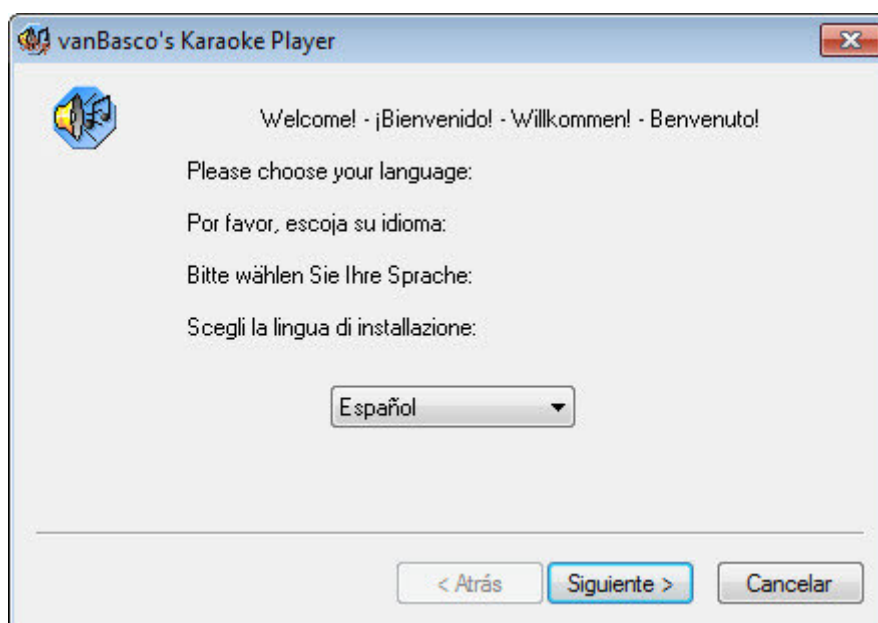 vanBasco's Karaoke Player
Welcome! - ¡Bienvenido! - Willkommen! - Benvenuto!
Please choose your language:
Por favor, escoja su idioma:
Bitte wählen Sie Ihre Sprache:
Scegli la lingua di installazione:
Español
< Atrás Siguiente > Cancelar